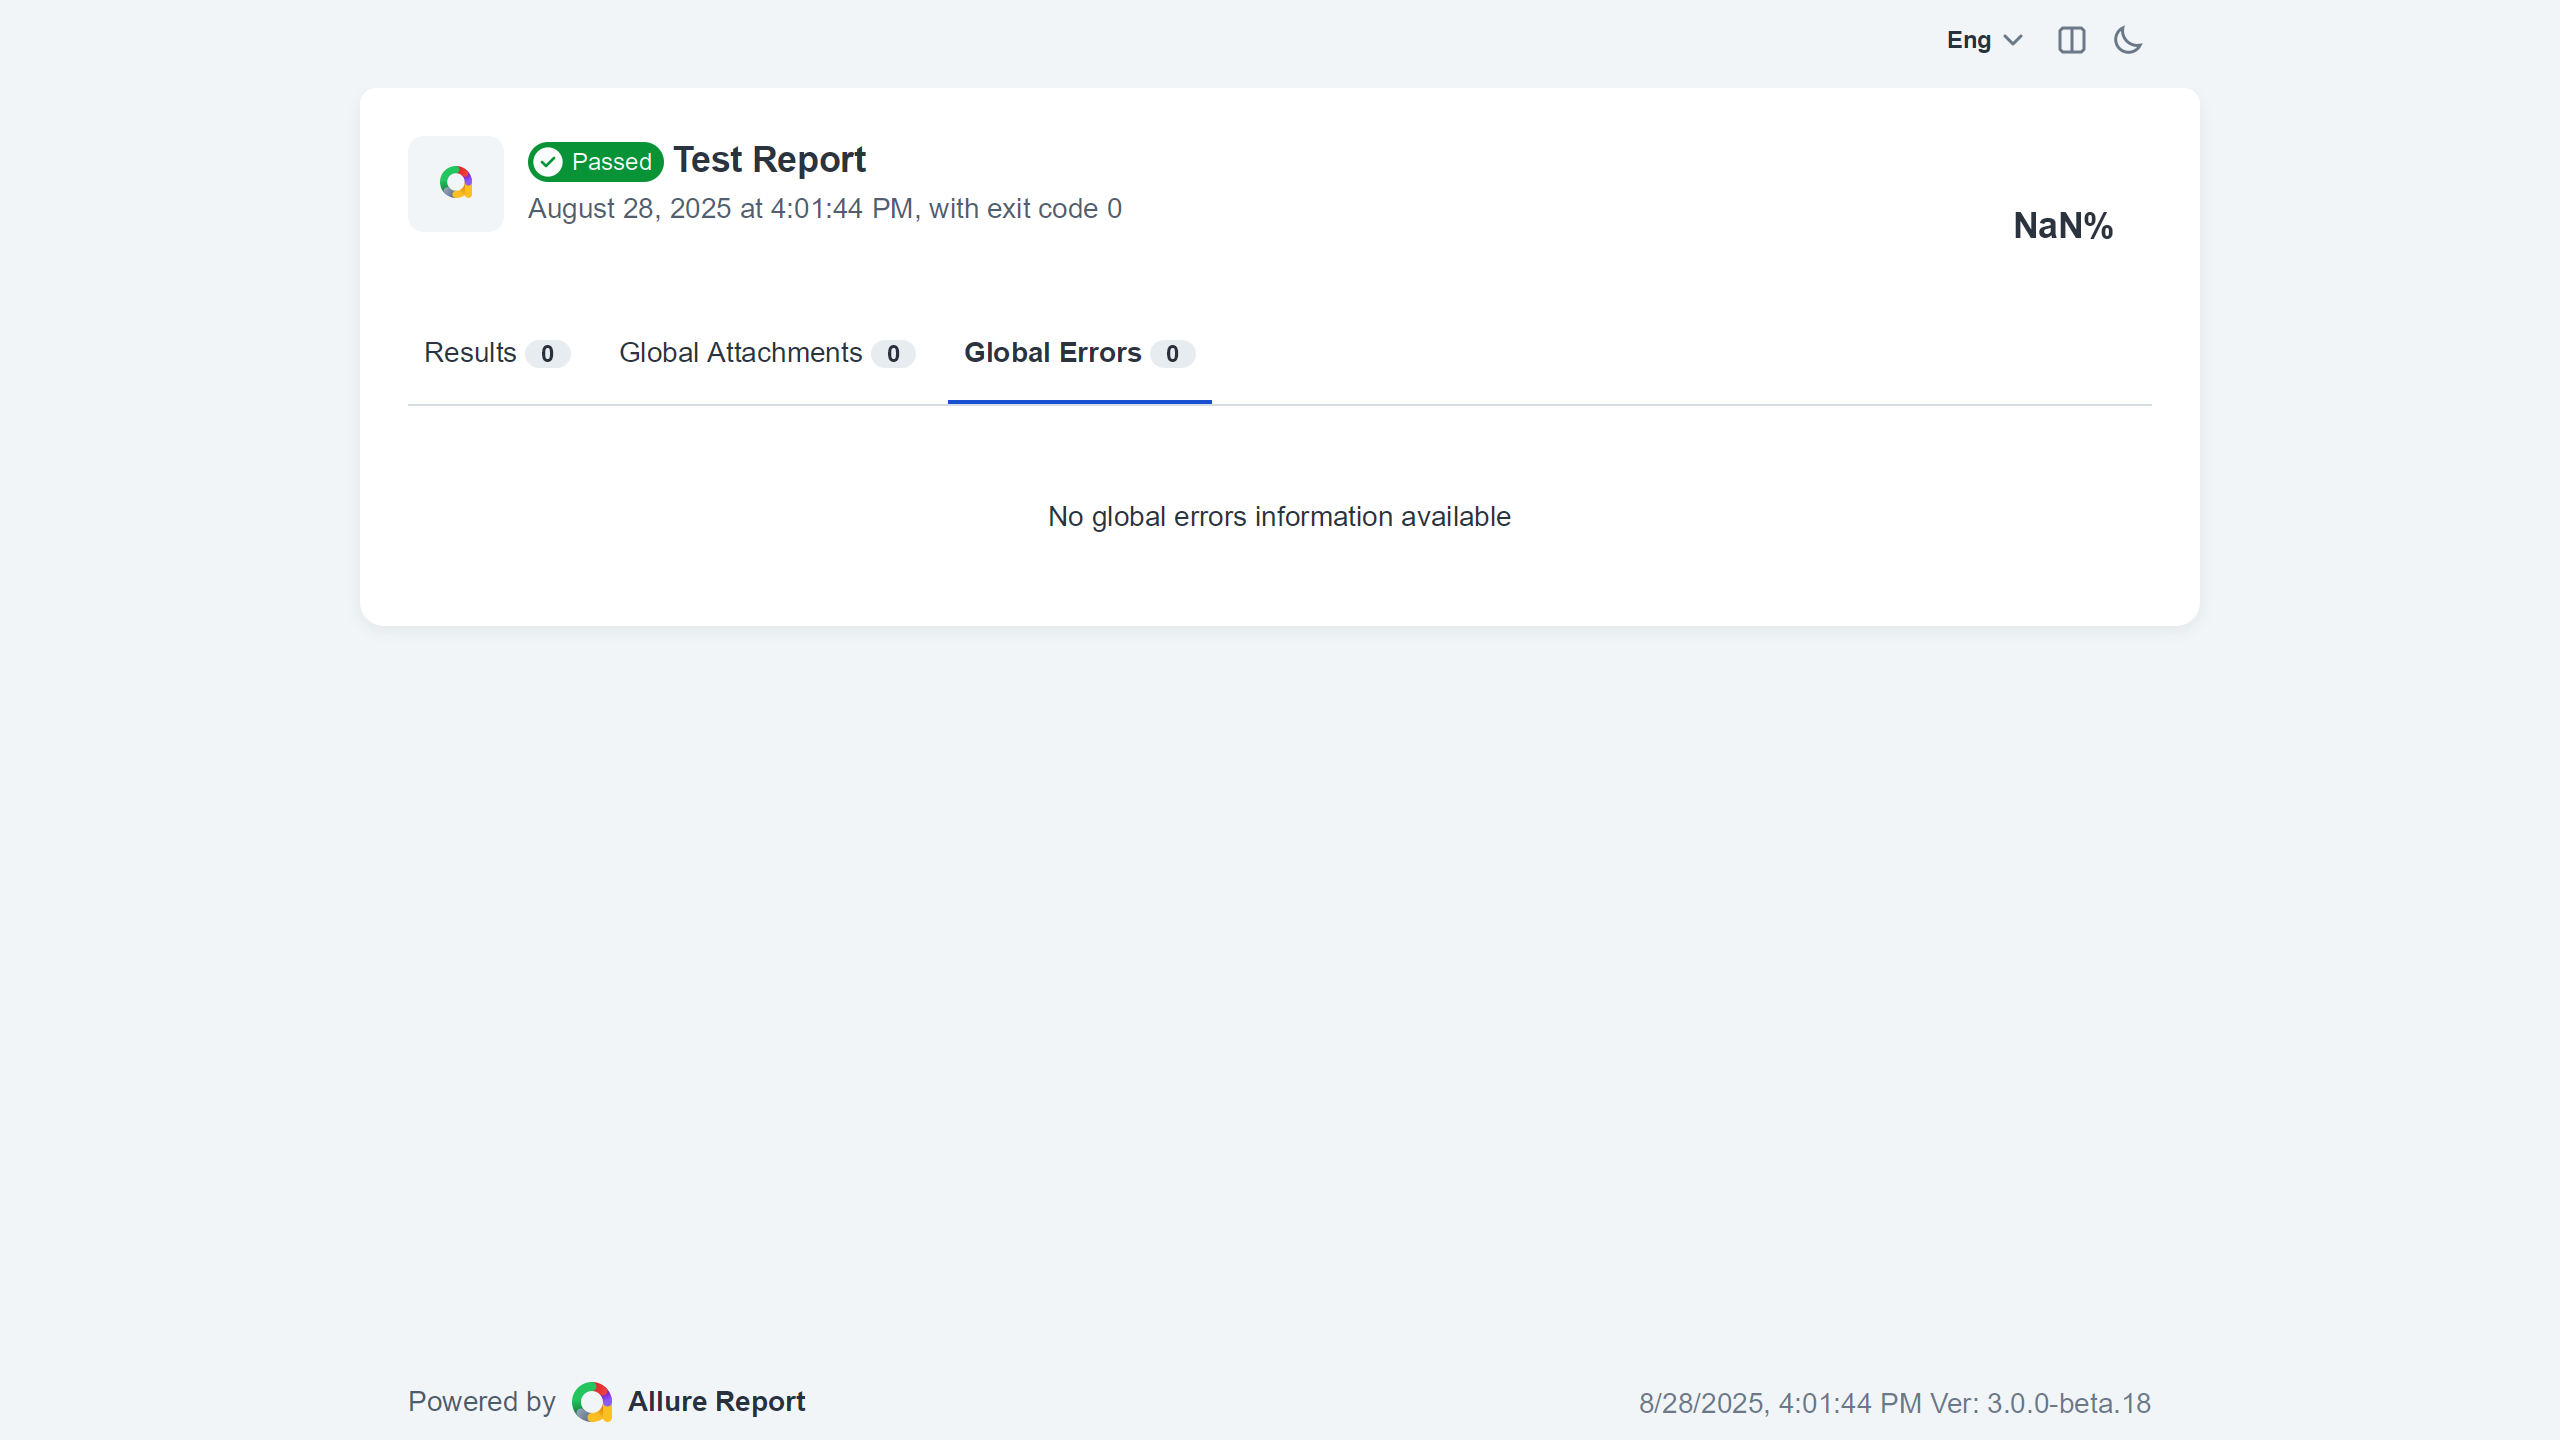 Eng
Passed Test Report
August 28, 2025 at 4:01:44 PM, with exit code 0
NaN%
Results 0 Global Attachments 0 Global Errors 0
No global errors information available
Powered by Allure Report
8/28/2025, 4:01:44 PM Ver: 3.0.0-beta.18